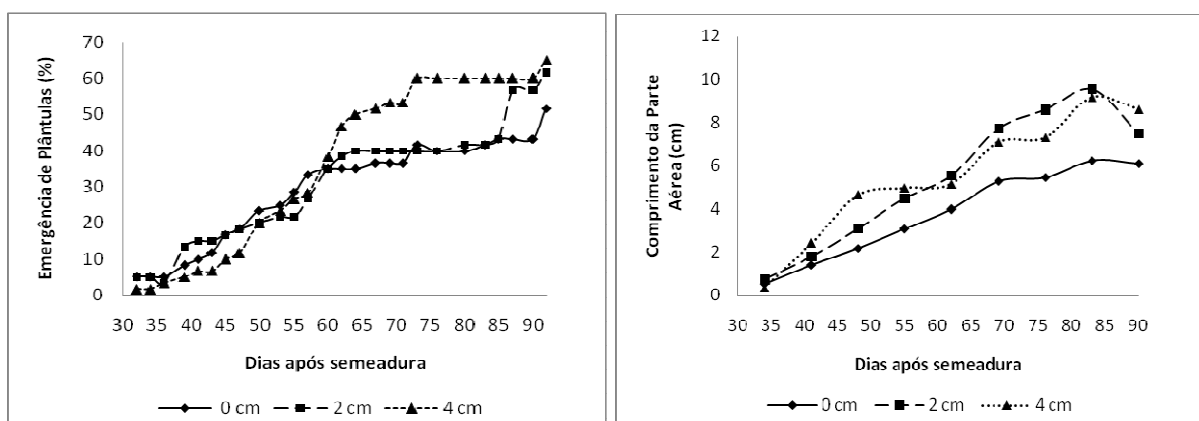 70
60
50
40
30
20
10
0
Emergência de Plântulas (%)
30 35 40 45 50 55 60 65 70 75 80 85 90
Dias após semeadura
0 cm 2 cm 4 cm
12
10
8
6
4
2
0
Comprimento da Parte
Aérea (cm)
30 35 40 45 50 55 60 65 70 75 80 85 90
Dias após semeadura
0 cm 2 cm 4 cm